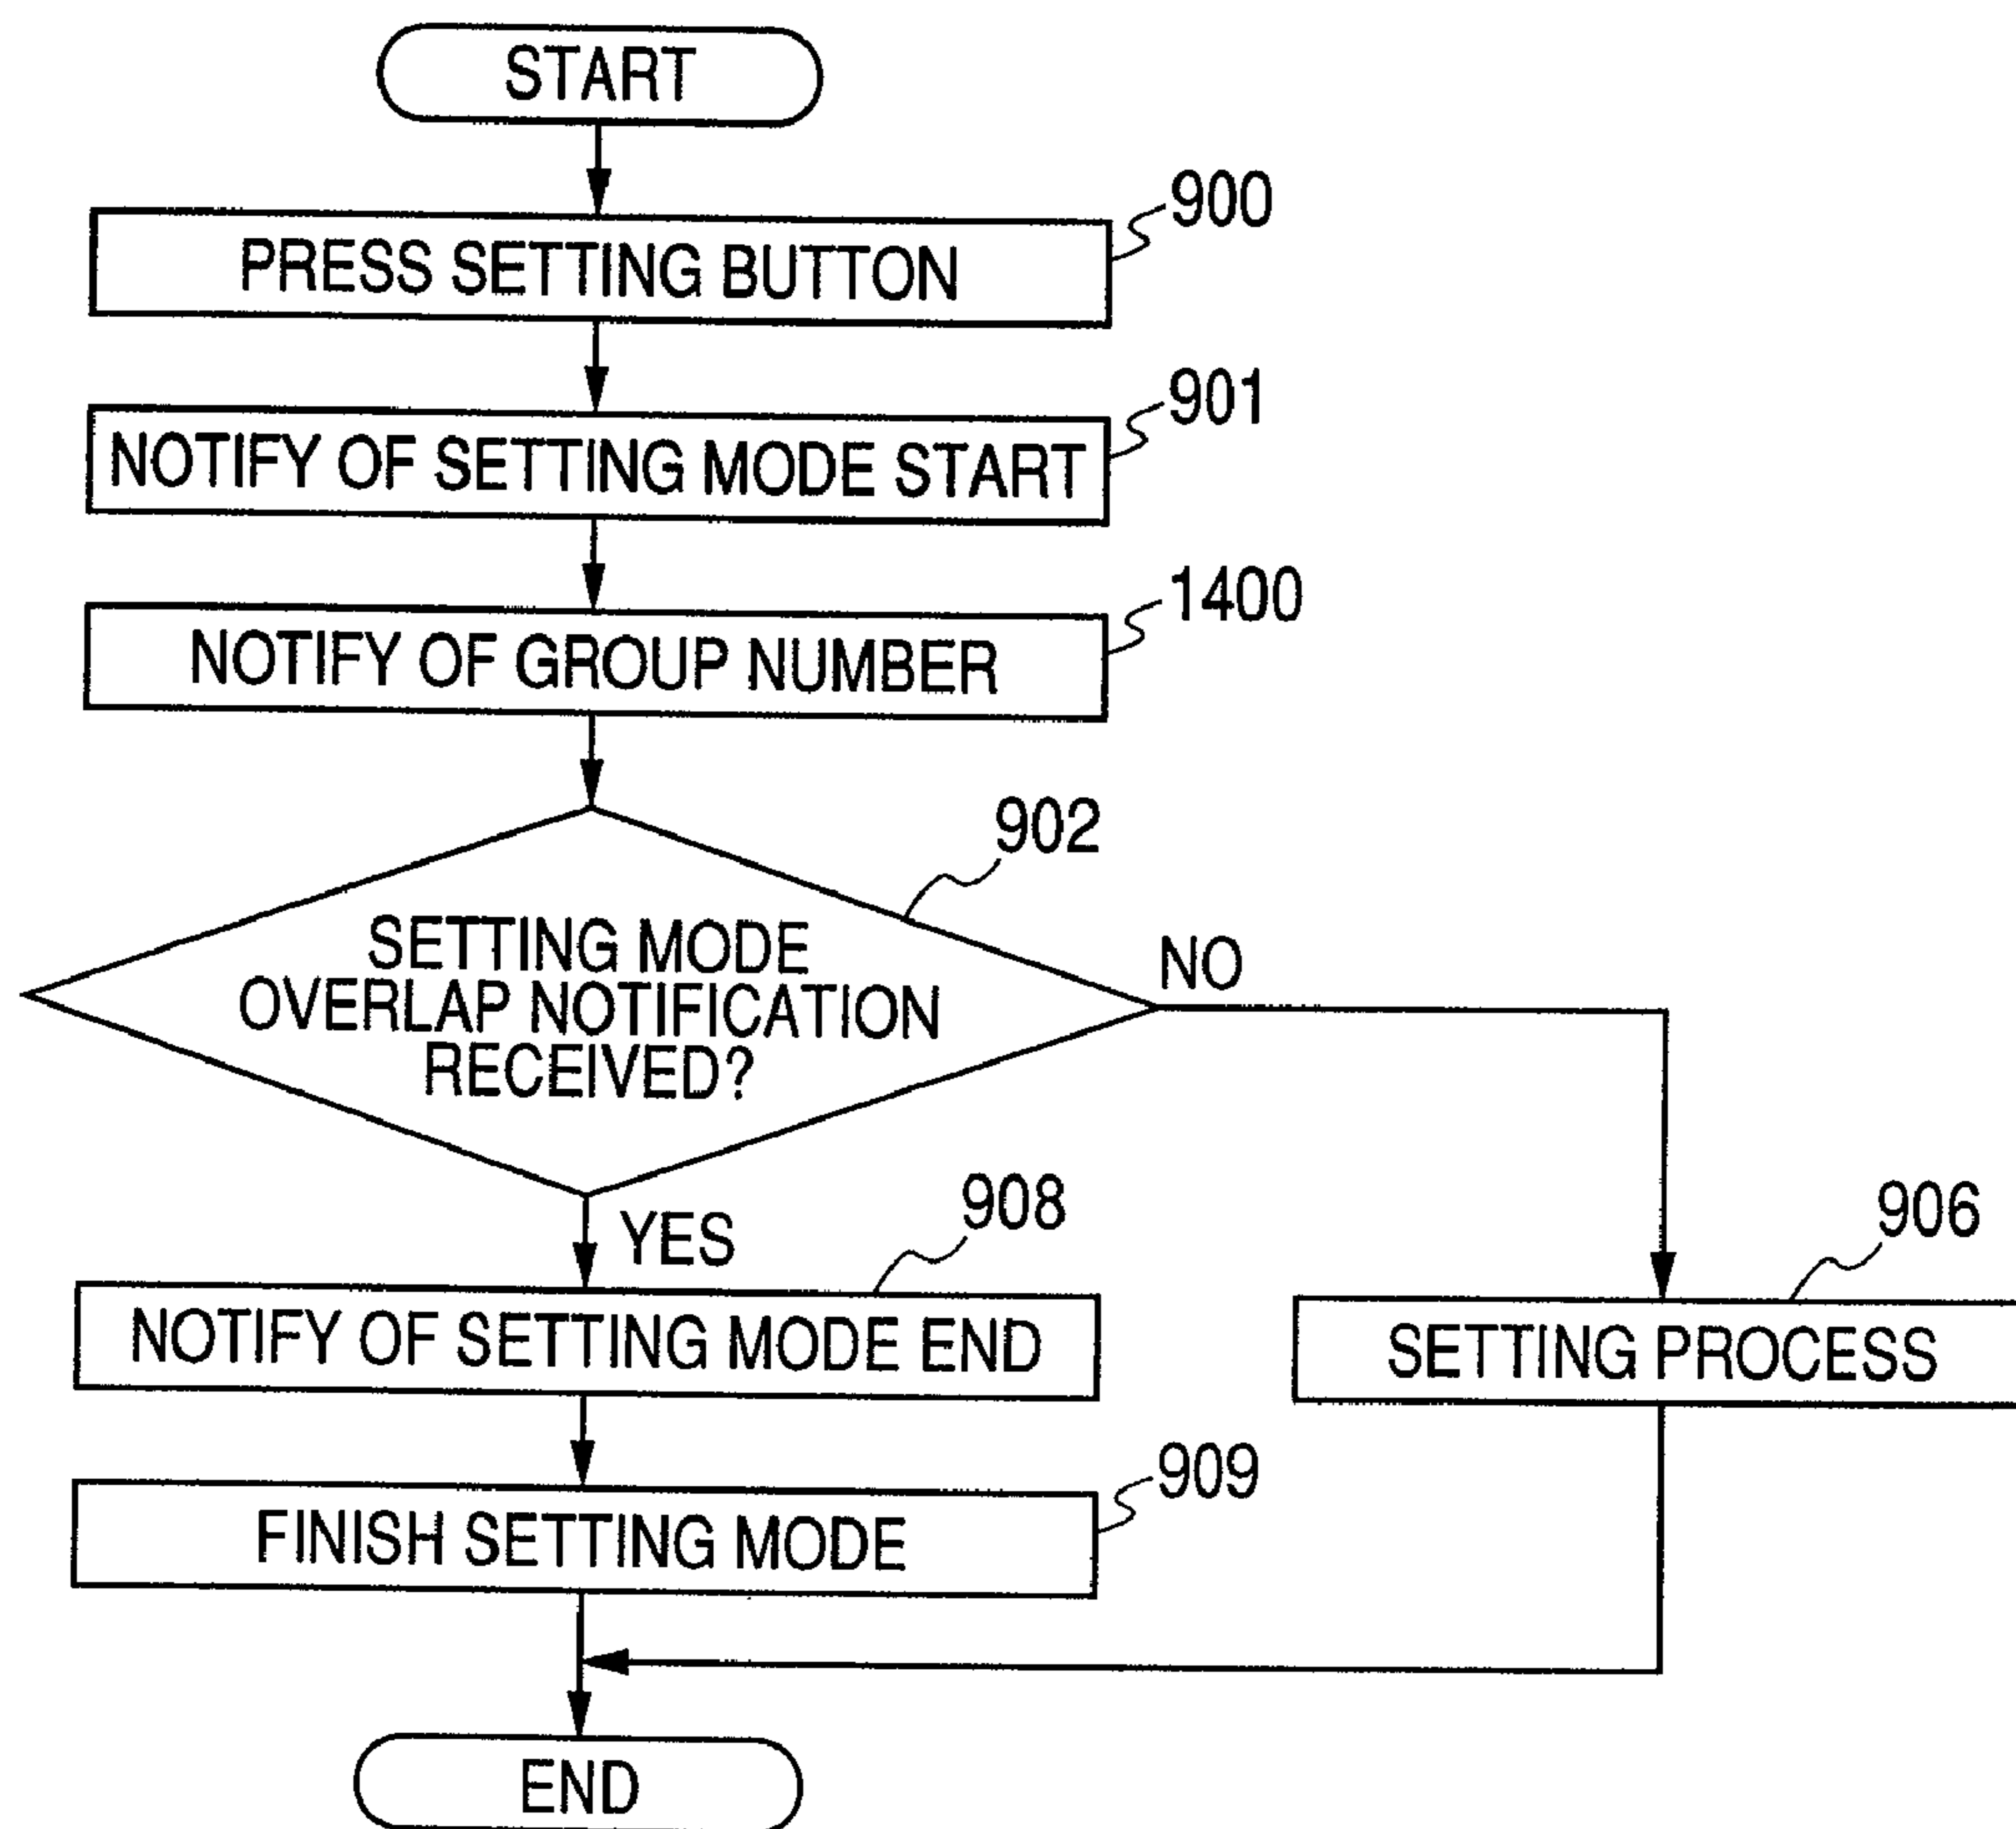 START
900
PRESS SETTING BUTTON
901
NOTIFY OF SETTING MODE START
1400
NOTIFY OF GROUP NUMBER
902
SETTING MODE
OVERLAP NOTIFICATION
RECEIVED?
NO
YES
908
NOTIFY OF SETTING MODE END
906
SETTING PROCESS
909
FINISH SETTING MODE
END